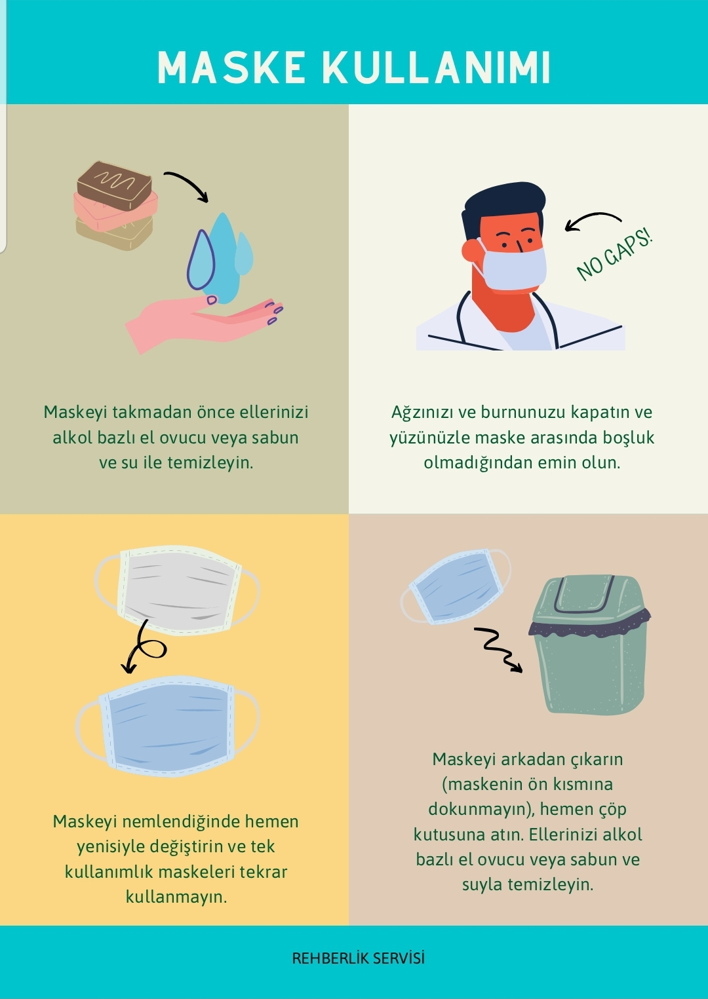 MASKE KULLANIMI
NO GAPS!
Maskeyi takmadan önce ellerinizi
alkol bazlı el ovucu veya sabun
ve su ile temizleyin.
Ağzınızı ve burnunuzu kapatın ve
yüzünüzle maske arasında boşluk
olmadığından emin olun.
Maskeyi nemlendiğinde hemen
yenisiyle değiştirin ve tek
kullanımlık maskeleri tekrar
kullanmayın.
Maskeyi arkadan çıkarın
(maskenin ön kısmına
dokunmayın), hemen çöp
kutusuna atın. Ellerinizi alkol
bazlı el ovucu veya sabun ve
suyla temizleyin.
REHBERLİK SERVİSİ